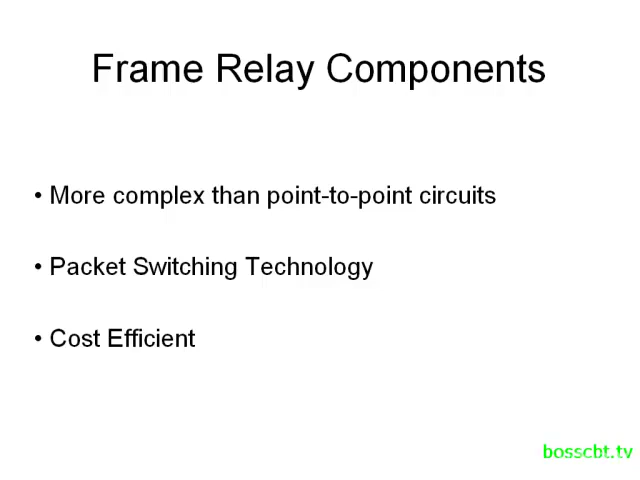 Frame Relay Components
• More complex than point-to-point circuits
• Packet Switching Technology
• Cost Efficient
bosscbt.tv